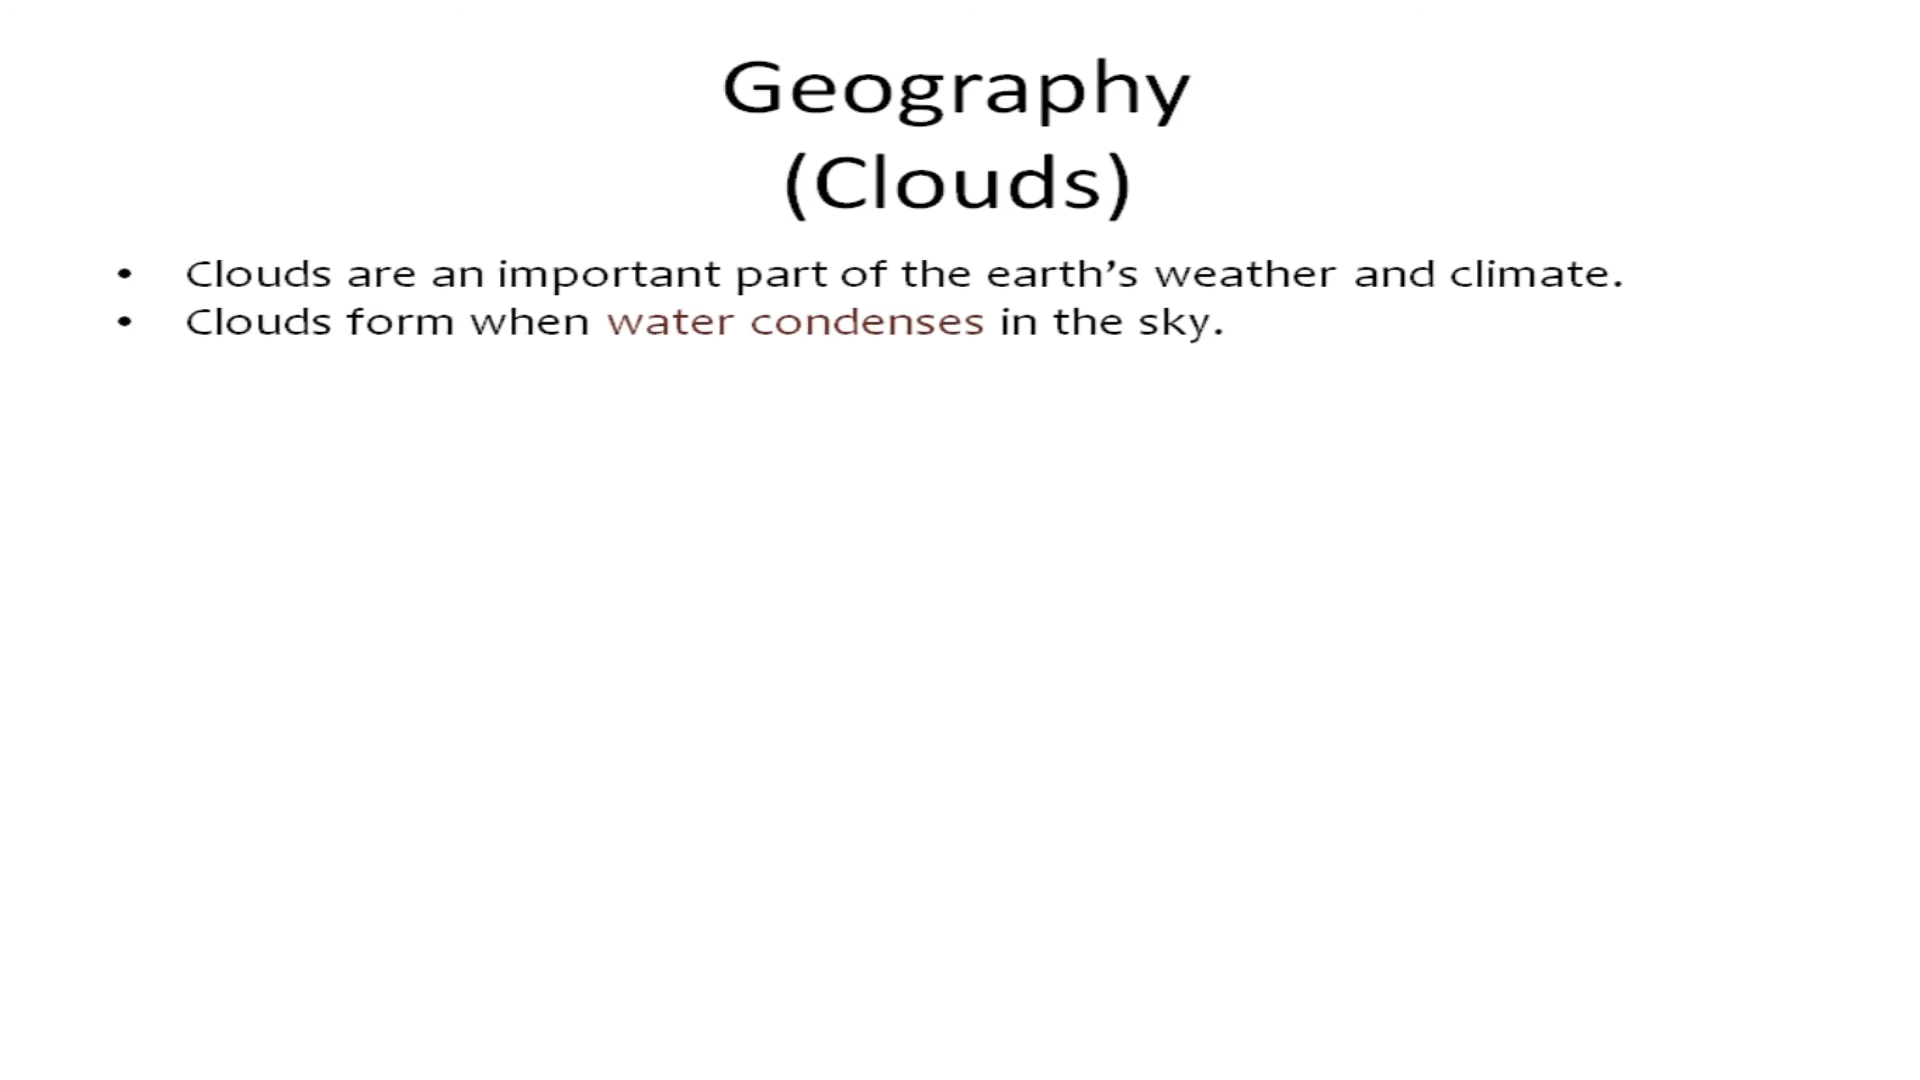 Geography
(Clouds)
• Clouds are an important part of the earth’s weather and climate.
• Clouds form when water condenses in the sky.